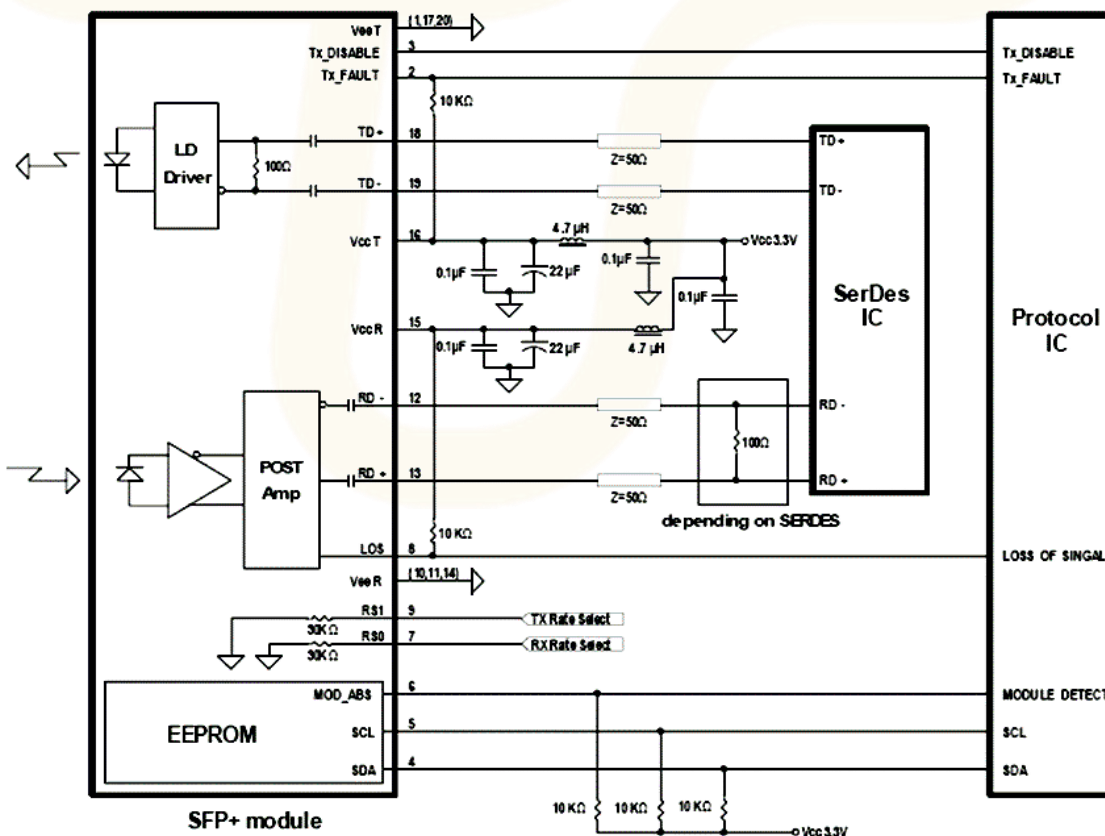 VeeT (1,17,20)
Tx_DISABLE 3 Tx_DISABLE
Tx_FAULT 2 Tx_FAULT
10 KΩ
LD
Driver
100Ω
TD+ 18 Z=50Ω TD+
TD- 19 Z=50Ω TD-
4.7 µH
VccT 16 Vcc3.3V
0.1µF 22 µF 0.1µF 0.1µF
SerDes
IC
Protocol
IC
VccR 15
0.1µF 22 µF 4.7 µH
RD- 12 Z=50Ω RD-
100Ω
POST
Amp
RD+ 13 Z=50Ω RD+
depending on SERDES
10 KΩ
LOS 8 LOSS OF SINGAL
VeeR (10,11,14)
RS1 9 TX Rate Select
30KΩ
RS0 7 RX Rate Select
30KΩ
MOD_ABS 6 MODULE DETECT
EEPROM
SCL 5 SCL
SDA 4 SDA
10 KΩ 10 KΩ 10 KΩ
Vcc3.3V
SFP+ module